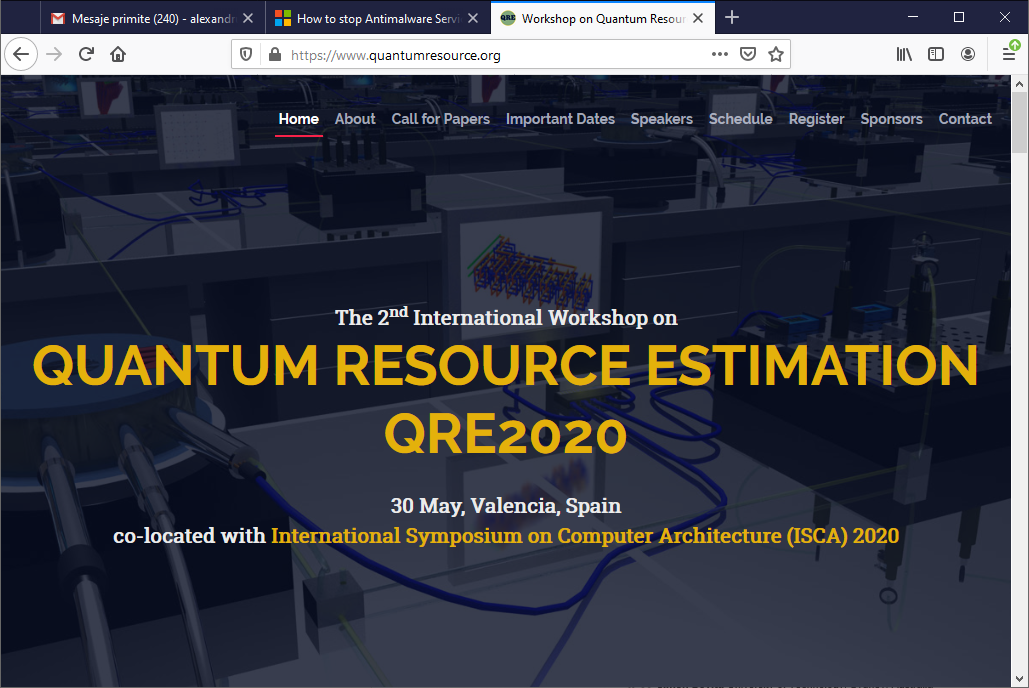 Mesaje primite (240) - alexandr
How to stop Antimalware Servi
QRE
Workshop on Quantum Resour
https://www.quantumresource.org
Home About Call for Papers Important Dates Speakers Schedule Register Sponsors Contact
The 2nd International Workshop on
QUANTUM RESOURCE ESTIMATION
QRE2020
30 May, Valencia, Spain
co-located with International Symposium on Computer Architecture (ISCA) 2020